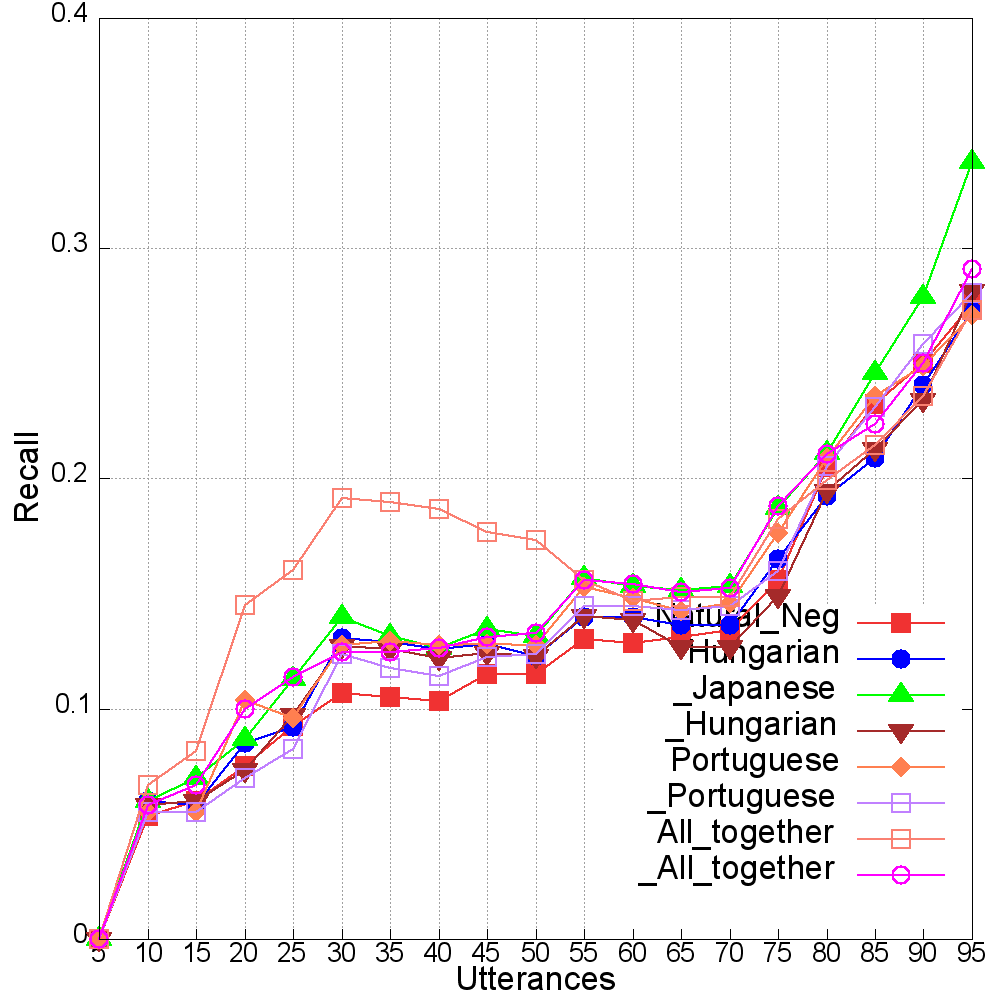 0.4
0.3
0.2
0.1
0
Recall
Natural_Neg
Hungarian
_Japanese
_Hungarian
Portuguese
_Portuguese
All_together
_All_together
5 10 15 20 25 30 35 40 45 50 55 60 65 70 75 80 85 90 95
Utterances